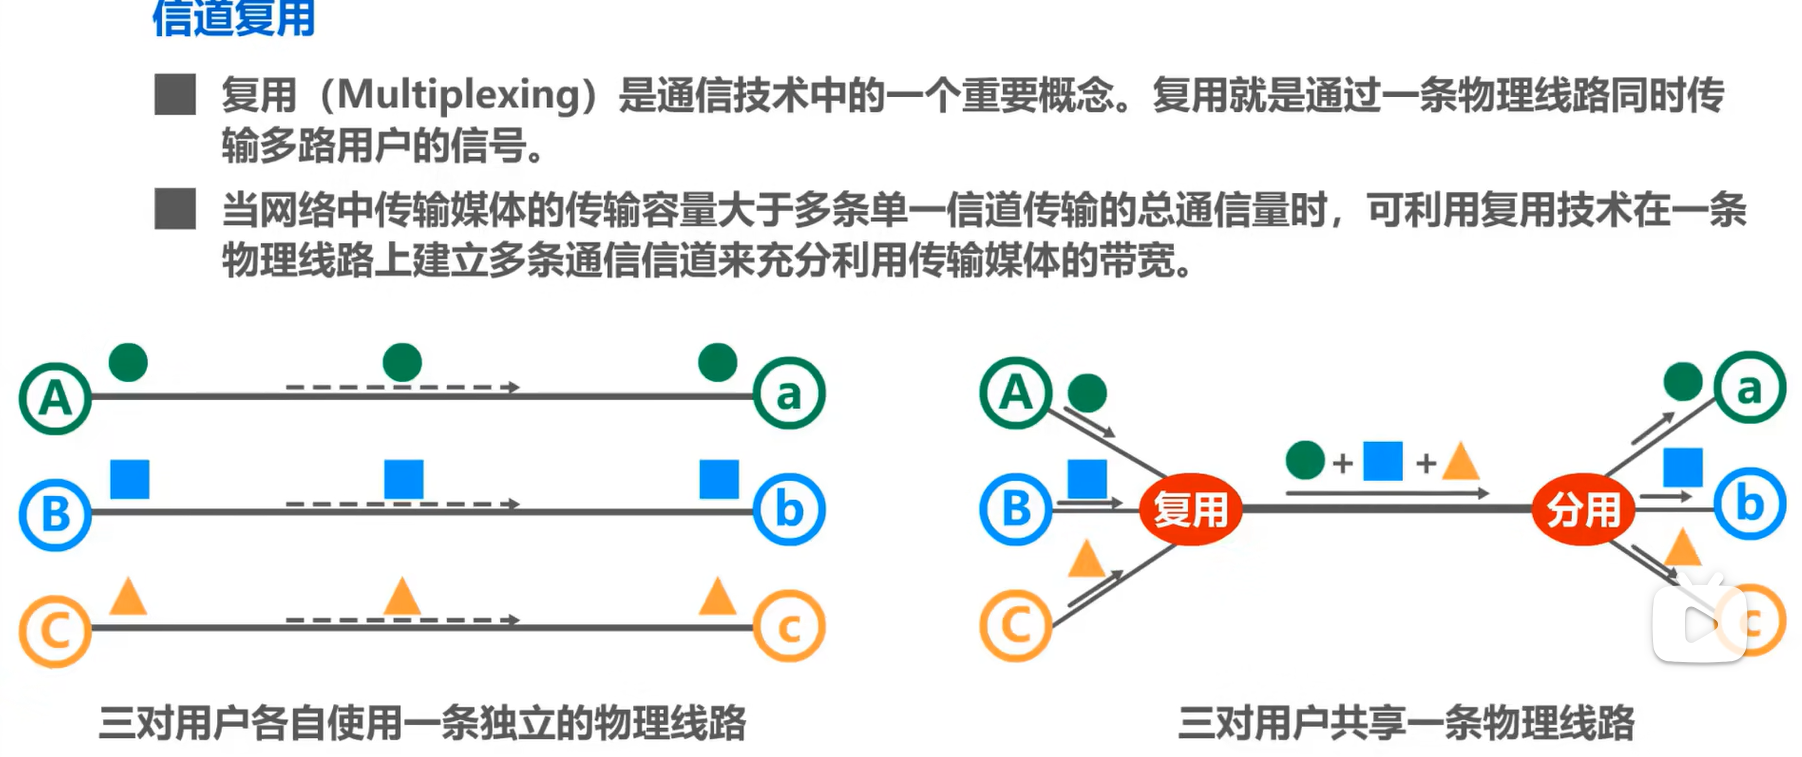 信道复用
复用（Multiplexing）是通信技术中的一个重要概念。复用就是通过一条物理线路同时传
输多路用户的信号。
当网络中传输媒体的传输容量大于多条单一信道传输的总通信量时，可利用复用技术在一条
物理线路上建立多条通信信道来充分利用传输媒体的带宽。
A a
B b
C c
三对用户各自使用一条独立的物理线路
A a
+ +
B 复用 分用 b
C c
三对用户共享一条物理线路